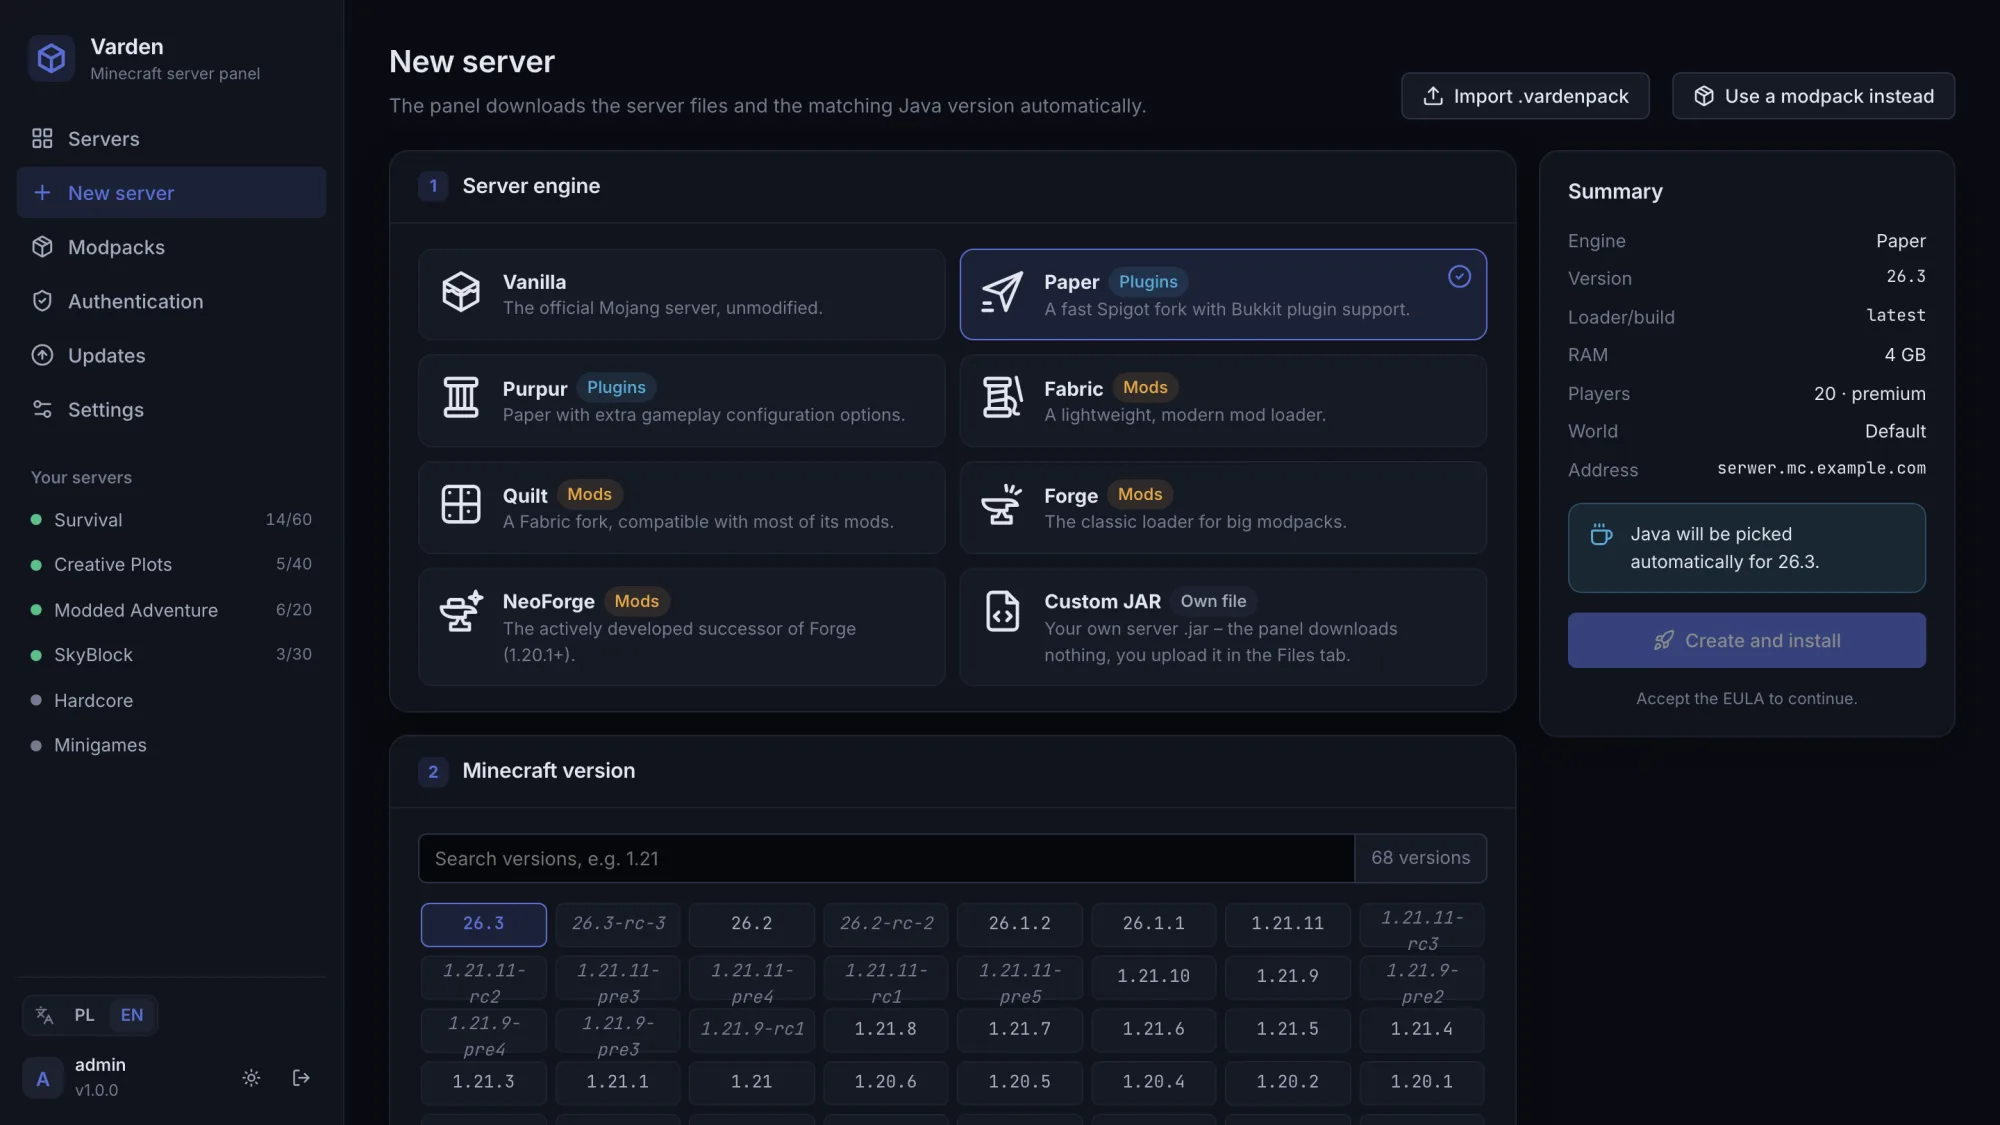 Varden
Minecraft server panel
Servers
New server
Modpacks
Authentication
Updates
Settings
Your servers
Survival 14/60
Creative Plots 5/40
Modded Adventure 6/20
SkyBlock 3/30
Hardcore
Minigames
PL EN
A
admin
v1.0.0
New server
The panel downloads the server files and the matching Java version automatically.
Import .vardenpack
Use a modpack instead
1 Server engine
Vanilla
The official Mojang server, unmodified.
Paper Plugins
A fast Spigot fork with Bukkit plugin support.
Purpur Plugins
Paper with extra gameplay configuration options.
Fabric Mods
A lightweight, modern mod loader.
Quilt Mods
A Fabric fork, compatible with most of its mods.
Forge Mods
The classic loader for big modpacks.
NeoForge Mods
The actively developed successor of Forge
(1.20.1+).
Custom JAR Own file
Your own server .jar – the panel downloads
nothing, you upload it in the Files tab.
2 Minecraft version
Search versions, e.g. 1.21
68 versions
26.3 26.3-rc-3 26.2 26.2-rc-2 26.1.2 26.1.1 1.21.11 1.21.11-
rc3
1.21.11- 1.21.11- 1.21.11- 1.21.11- 1.21.11- 1.21.10 1.21.9 1.21.9-
rc2 pre3 pre4 rc1 pre5 pre2
1.21.9- 1.21.9- 1.21.9-rc1 1.21.8 1.21.7 1.21.6 1.21.5 1.21.4
pre4 pre3
1.21.3 1.21.1 1.21 1.20.6 1.20.5 1.20.4 1.20.2 1.20.1
Summary
Engine Paper
Version 26.3
Loader/build latest
RAM 4 GB
Players 20 · premium
World Default
Address serwer.mc.example.com
Java will be picked
automatically for 26.3.
Create and install
Accept the EULA to continue.